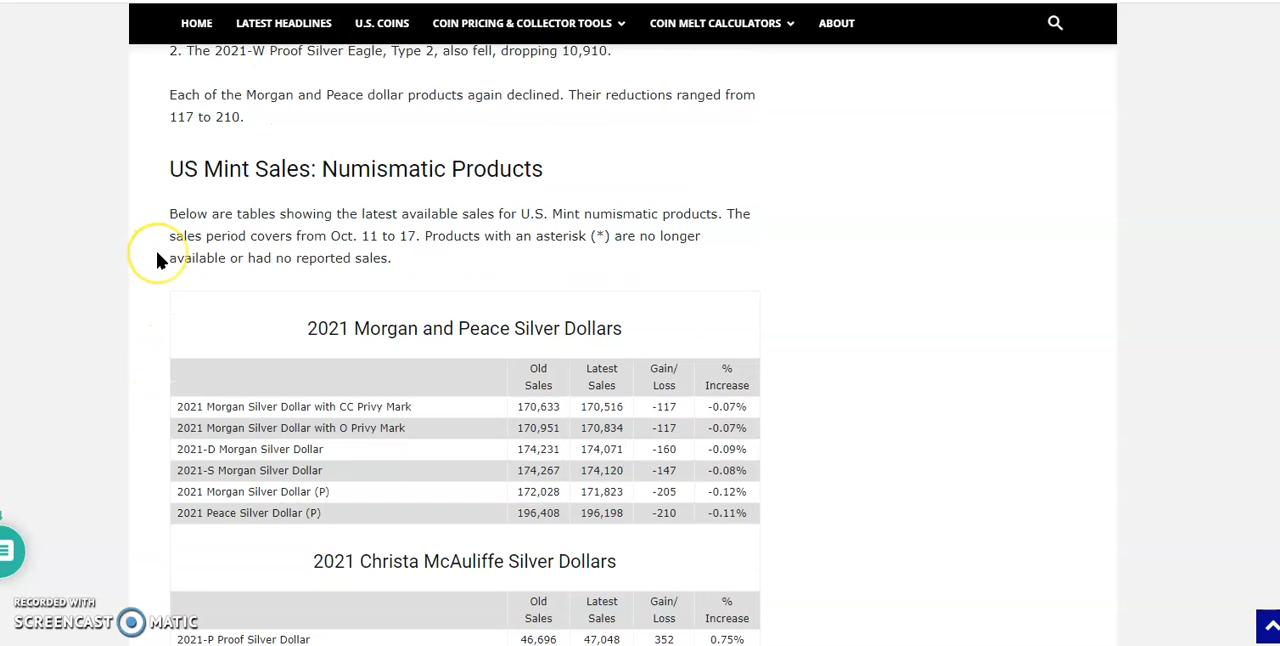 HOME LATEST HEADLINES U.S. COINS COIN PRICING & COLLECTOR TOOLS COIN MELT CALCULATORS ABOUT
2. The 2021-W Proof Silver Eagle, Type 2, also fell, dropping 10,910.
Each of the Morgan and Peace dollar products again declined. Their reductions ranged from
117 to 210.
US Mint Sales: Numismatic Products
Below are tables showing the latest available sales for U.S. Mint numismatic products. The
sales period covers from Oct. 11 to 17. Products with an asterisk (*) are no longer
available or had no reported sales.
2021 Morgan and Peace Silver Dollars
Old Latest Gain/ %
Sales Sales Loss Increase
2021 Morgan Silver Dollar with CC Privy Mark 170,633 170,516 -117 -0.07%
2021 Morgan Silver Dollar with O Privy Mark 170,951 170,834 -117 -0.07%
2021-D Morgan Silver Dollar 174,231 174,071 -160 -0.09%
2021-S Morgan Silver Dollar 174,267 174,120 -147 -0.08%
2021 Morgan Silver Dollar (P) 172,028 171,823 -205 -0.12%
2021 Peace Silver Dollar (P) 196,408 196,198 -210 -0.11%
2021 Christa McAuliffe Silver Dollars
Old Latest Gain/ %
Sales Sales Loss Increase
2021-P Proof Silver Dollar 46,696 47,048 352 0.75%
RECORDED WITH
SCREENCAST MATIC